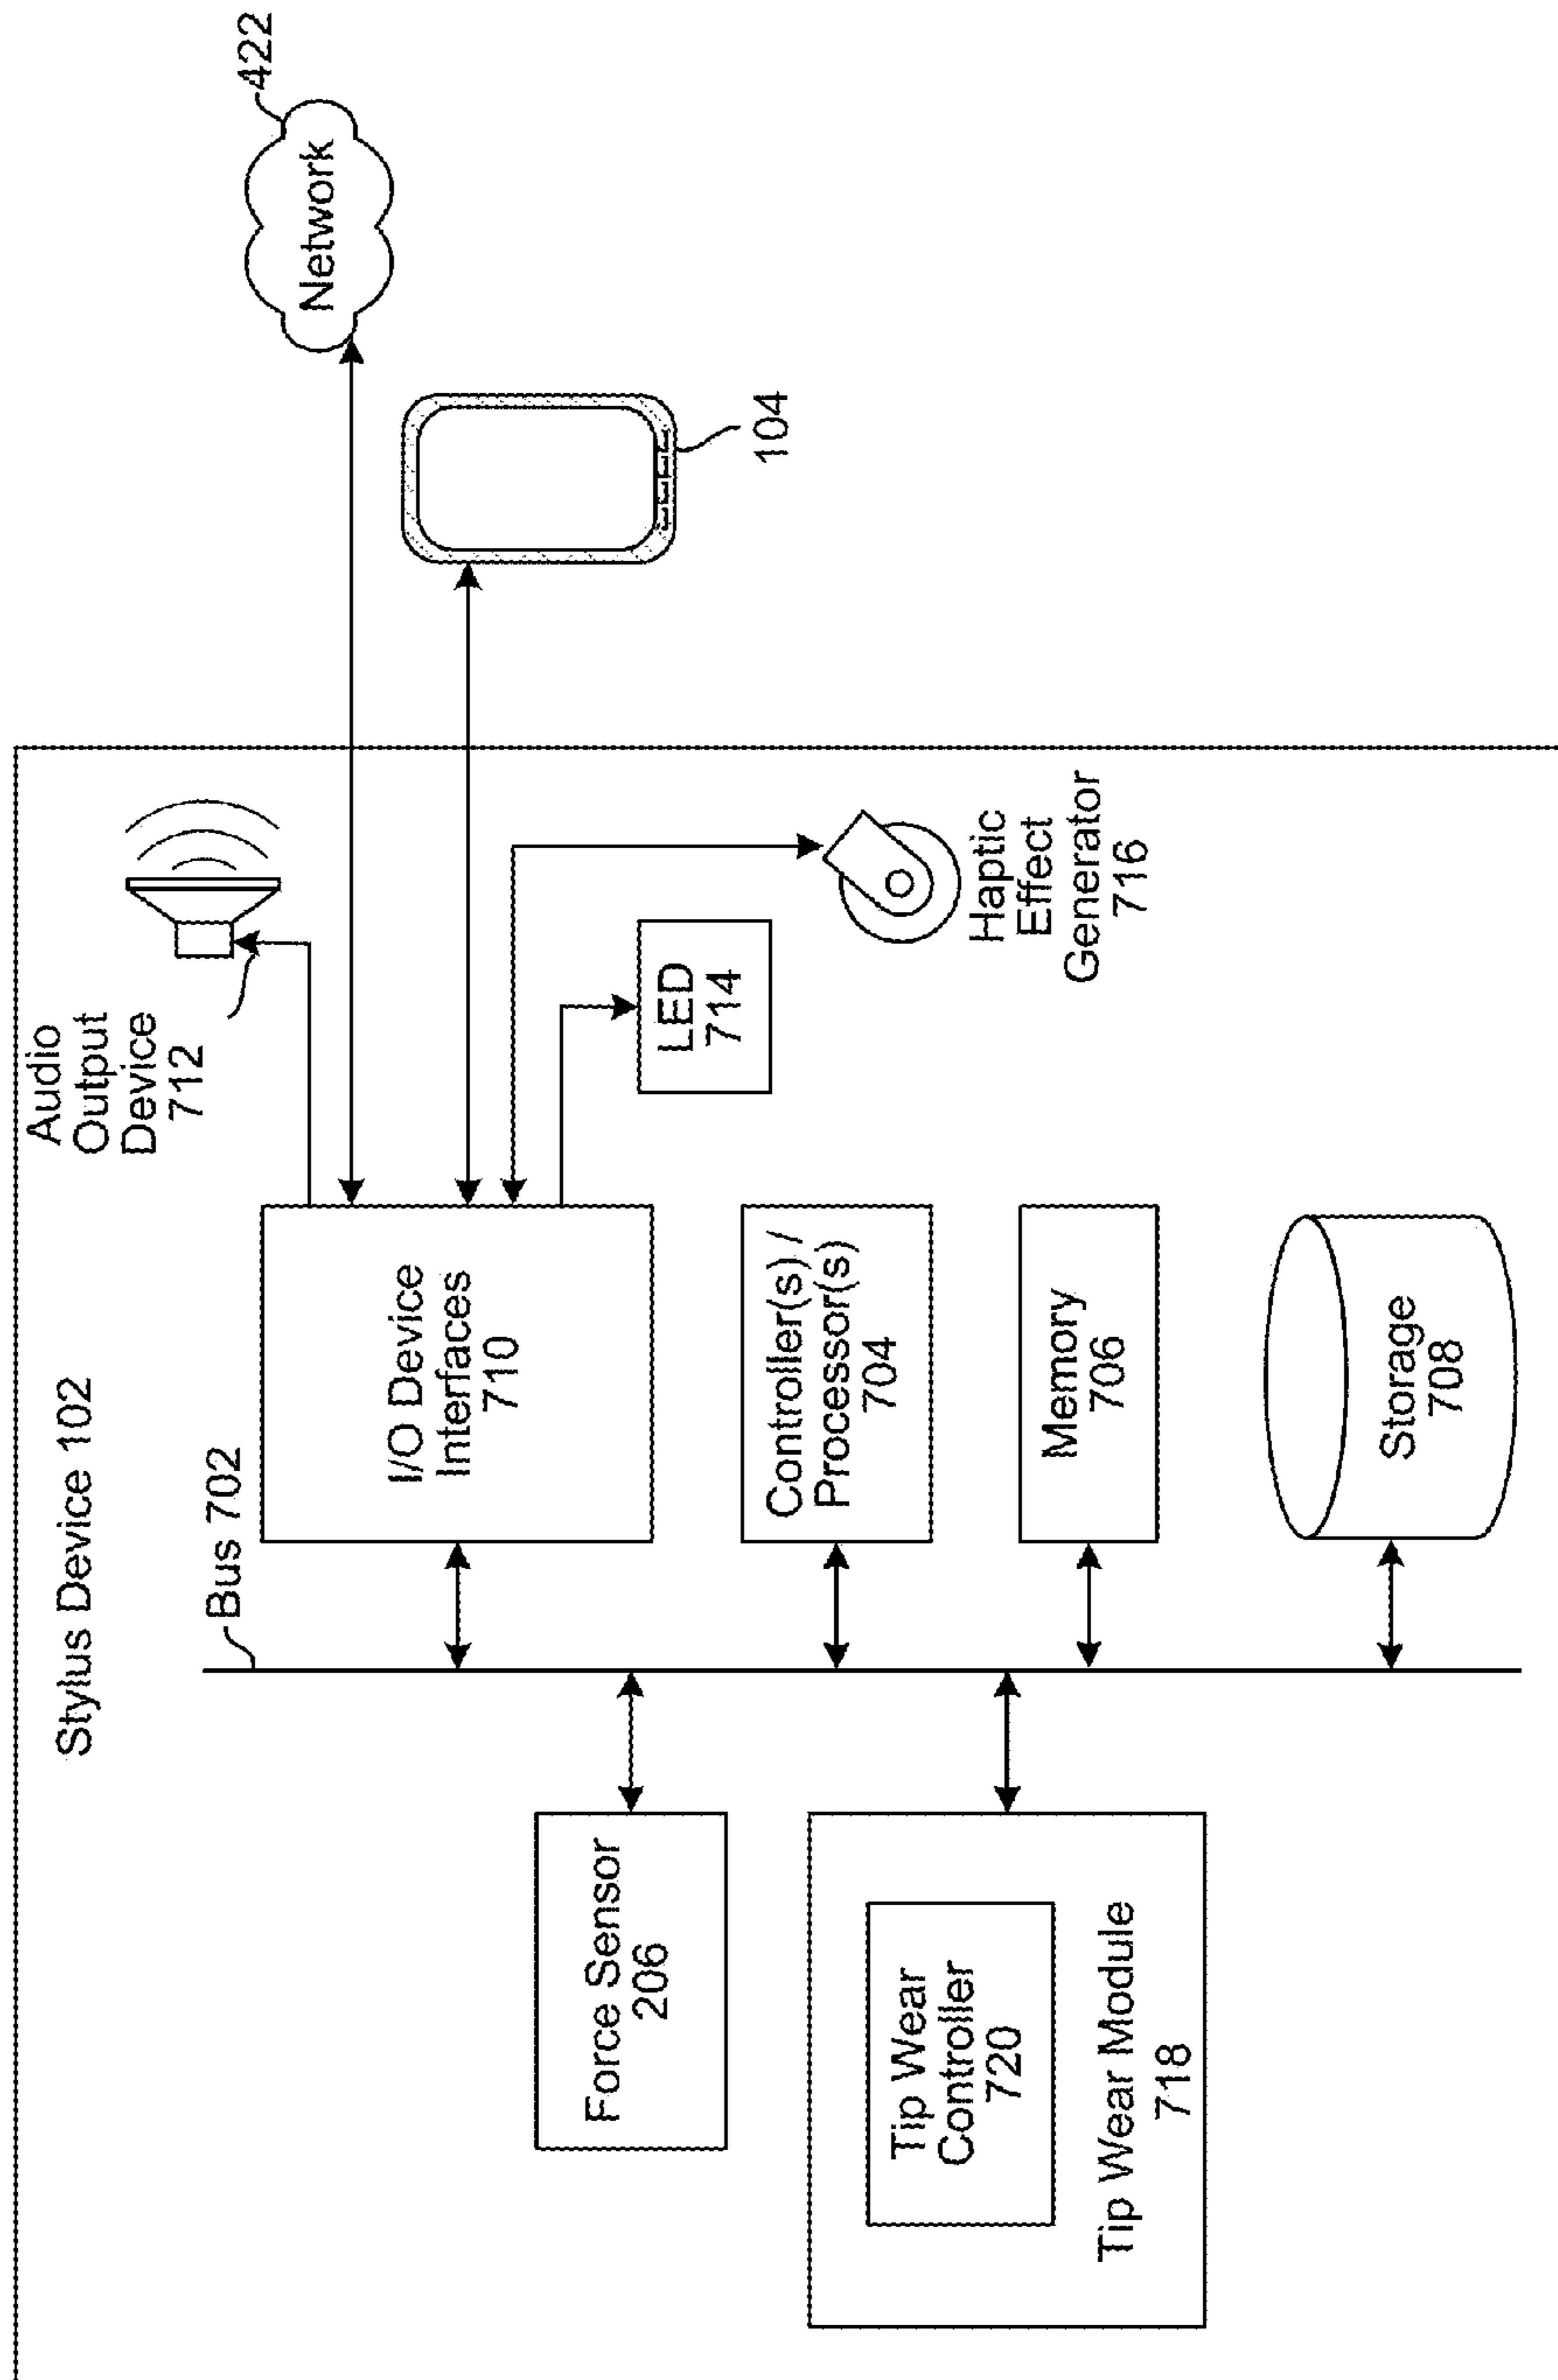 Stylus Device 102
Bus 702
Audio
Output
Device
712
Network
422
104
I/O Device
Interfaces
710
LED
714
Haptic
Effect
Generator
716
Force Sensor
206
Controller(s) /
Processor(s)
704
Tip Wear
Controller
720
Tip Wear Module
718
Memory
706
Storage
708